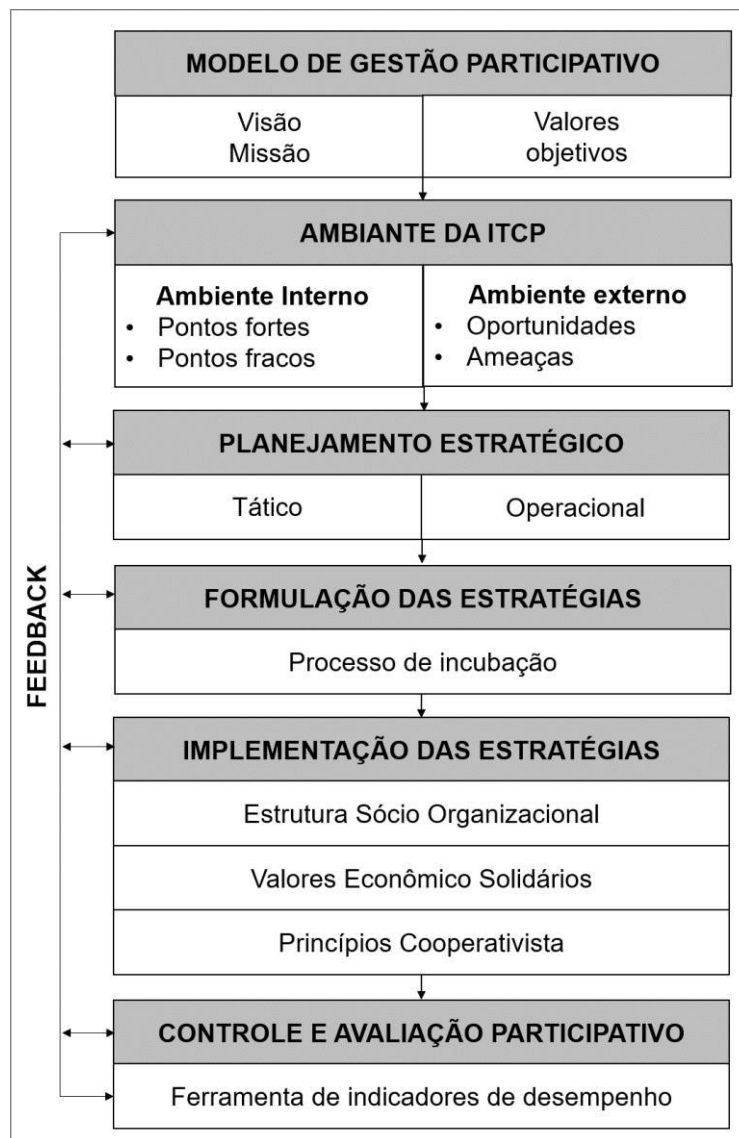 MODELO DE GESTÃO PARTICIPATIVO
Visão
Missão
Valores
objetivos
AMBIANTE DA ITCP
Ambiente Interno
• Pontos fortes
• Pontos fracos
Ambiente externo
• Oportunidades
• Ameaças
PLANEJAMENTO ESTRATÉGICO
Tático
Operacional
FORMULAÇÃO DAS ESTRATÉGIAS
Processo de incubação
IMPLEMENTAÇÃO DAS ESTRATÉGIAS
Estrutura Sócio Organizacional
Valores Econômico Solidários
Princípios Cooperativista
CONTROLE E AVALIAÇÃO PARTICIPATIVO
Ferramenta de indicadores de desempenho
FEEDBACK